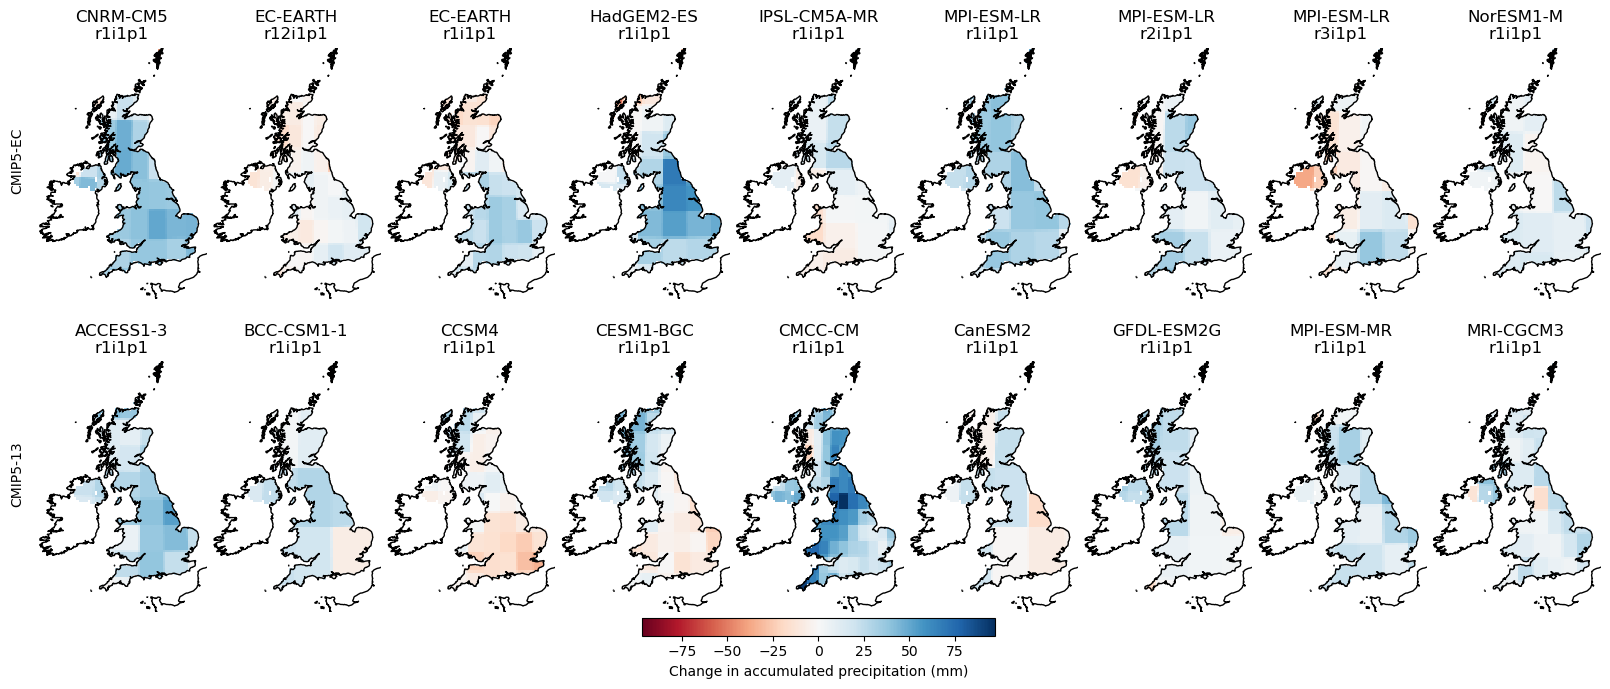 CNRM-CM5 EC-EARTH EC-EARTH HadGEM2-ES IPSL-CM5A-MR MPI-ESM-LR MPI-ESM-LR MPI-ESM-LR NorESM1-M
r1i1p1 r12i1p1 r1i1p1 r1i1p1 r1i1p1 r1i1p1 r2i1p1 r3i1p1 r1i1p1
CMIP5-EC
ACCESS1-3 BCC-CSM1-1 CCSM4 CESM1-BGC CMCC-CM CanESM2 GFDL-ESM2G MPI-ESM-MR MRI-CGCM3
r1i1p1 r1i1p1 r1i1p1 r1i1p1 r1i1p1 r1i1p1 r1i1p1 r1i1p1 r1i1p1
CMIP5-13
−75 −50 −25 0 25 50 75
Change in accumulated precipitation (mm)